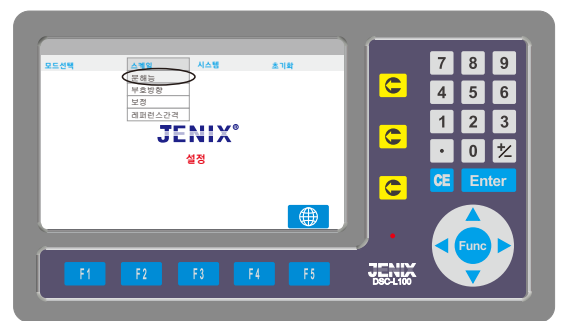 모드선택 스케일 시스템 초기화
분해능
부호방향
보정
레퍼런스간격
JENIX®
설정
7 8 9
4 5 6
1 2 3
· 0 +/-
CE Enter
Func
F1 F2 F3 F4 F5
JENIX
DSC-L100